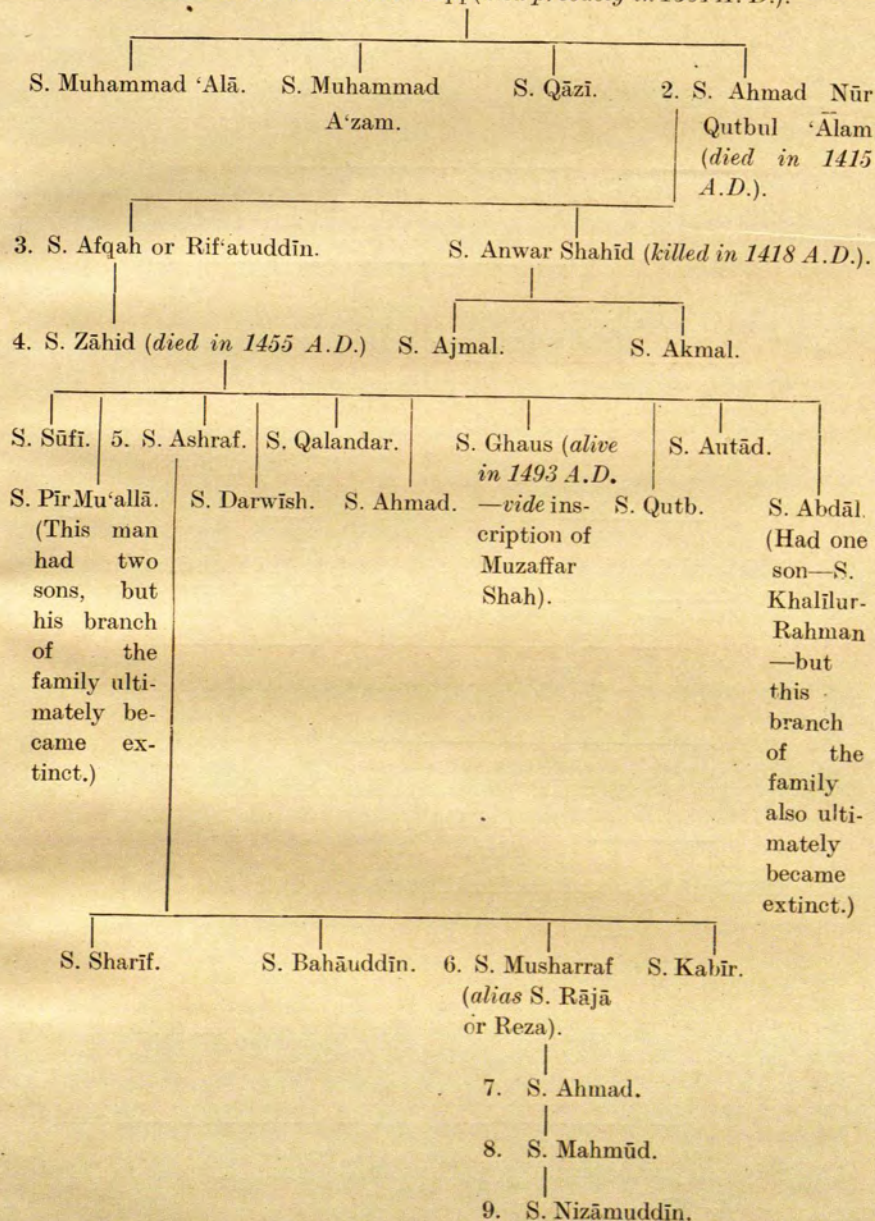 S. Muhammad ‘Alā. S. Muhammad S. Qāzī. 2. S. Ahmad Nūr
A‘zam. Qutbul ‘Ālam
(died in 1415
A.D.).
3. S. Afqah or Rif‘atuddīn. S. Anwar Shahīd (killed in 1418 A.D.).
4. S. Zāhid (died in 1455 A.D.) S. Ajmal. S. Akmal.
S. Sūfī. 5. S. Ashraf. S. Qalandar. S. Ghaus (alive S. Autād.
in 1493 A.D.
S. Pīr Mu‘allā. S. Darwīsh. S. Ahmad. —vide ins- S. Qutb. S. Abdāl.
(This man cription of (Had one
had two Muzaffar son—S.
sons, but Shah). Khalīlur-
his branch Rahman
of the —but
family ulti- this
mately be- branch
came ex- of the
tinct.) family
also ulti-
mately
became
extinct.)
S. Sharīf. S. Bahāuddīn. 6. S. Musharraf S. Kabīr.
(alias S. Rājā
or Reza).
7. S. Ahmad.
8. S. Mahmūd.
9. S. Nizāmuddīn.